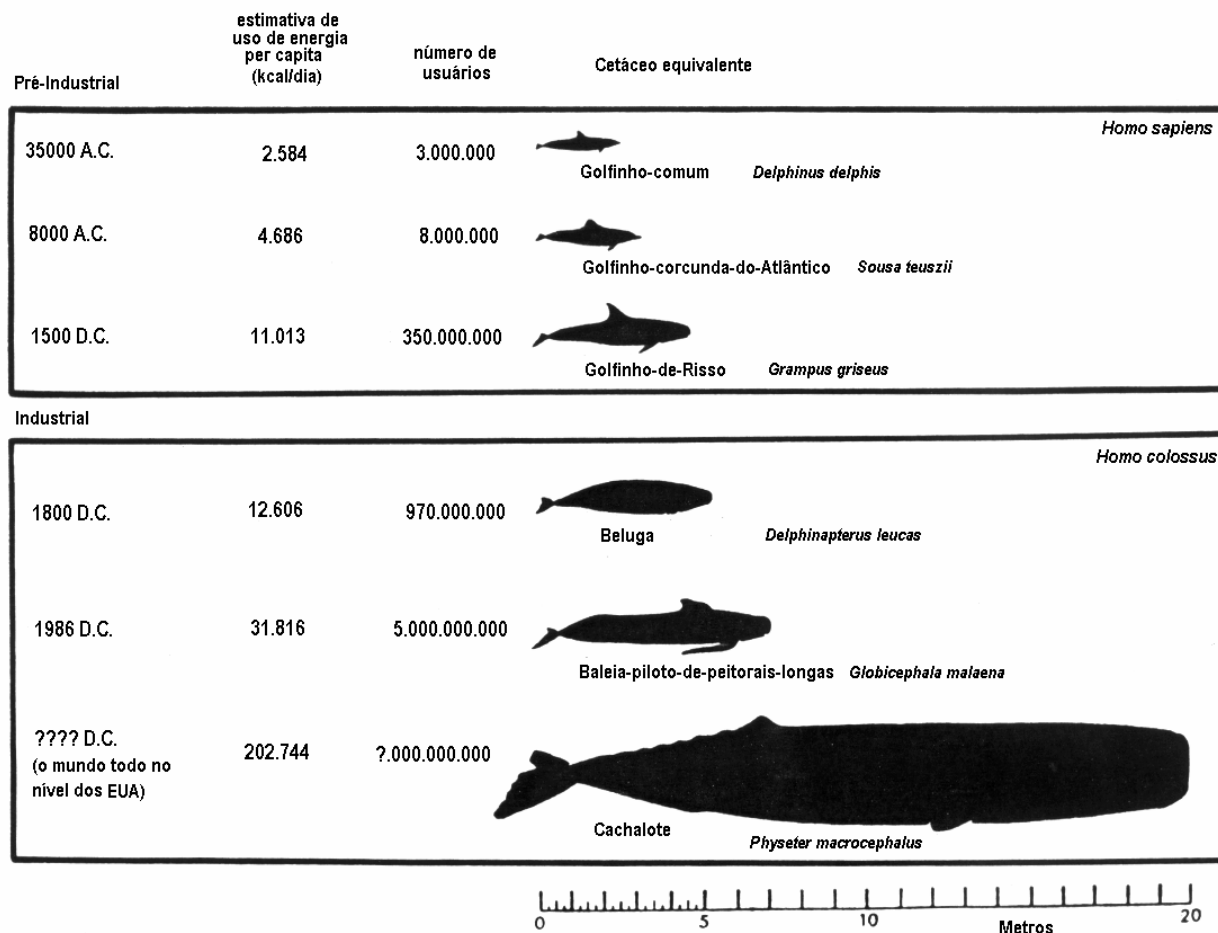 estimativa de
uso de energia
per capita
(kcal/dia)
número de
usuários
Cetáceo equivalente
Pré-Industrial
Homo sapiens
35000 A.C. 2.584 3.000.000
Golfinho-comum Delphinus delphis
8000 A.C. 4.686 8.000.000
Golfinho-corcunda-do-Atlântico Sousa teuszii
1500 D.C. 11.013 350.000.000
Golfinho-de-Risso Grampus griseus
Industrial
Homo colossus
1800 D.C. 12.606 970.000.000
Beluga Delphinapterus leucas
1986 D.C. 31.816 5.000.000.000
Baleia-piloto-de-peitorais-longas Globicephala malaena
???? D.C. 202.744 ?.000.000.000
(o mundo todo no
nível dos EUA)
Cachalote Physeter macrocephalus
0 5 10 Metros 20